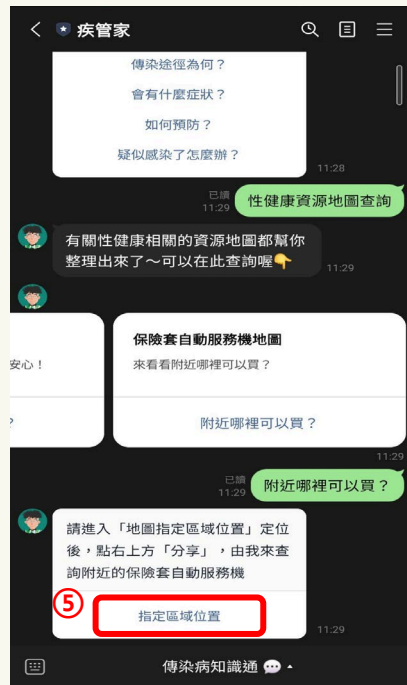 疾管家
傳染途徑為何？
會有什麼症狀？
如何預防？
疑似感染了怎麼辦？
11:28
已讀
11:29
性健康資源地圖查詢
有關性健康相關的資源地圖都幫你
整理出來了～可以在此查詢喔👇
11:29
保險套自動服務機地圖
安心！
來看看附近哪裡可以買？
？
附近哪裡可以買？
11:29
已讀
11:29
附近哪裡可以買？
請進入「地圖指定區域位置」定位
後，點右上方「分享」，由我來查
詢附近的保險套自動服務機
⑤
指定區域位置
11:29
傳染病知識通 💬